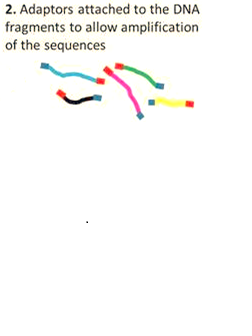 2. Adaptors attached to the DNA
fragments to allow amplification
of the sequences